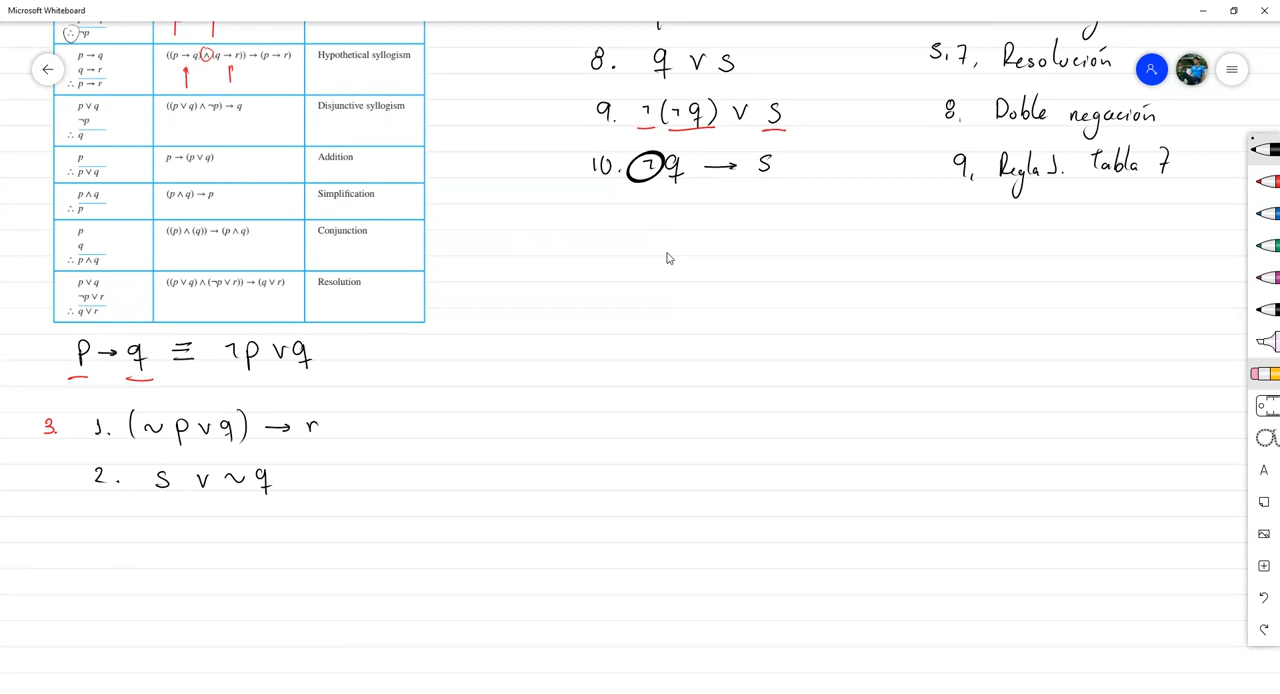 Microsoft Whiteboard
∴ ¬p
p → q
q → r
∴ p → r
((p → q) ∧ (q → r)) → (p → r)
Hypothetical syllogism
p ∨ q
¬p
∴ q
((p ∨ q) ∧ ¬p) → q
Disjunctive syllogism
p
∴ p ∨ q
p → (p ∨ q)
Addition
p ∧ q
∴ p
(p ∧ q) → p
Simplification
p
q
∴ p ∧ q
((p) ∧ (q)) → (p ∧ q)
Conjunction
p ∨ q
¬p ∨ r
∴ q ∨ r
((p ∨ q) ∧ (¬p ∨ r)) → (q ∨ r)
Resolution
p → q ≡ ¬p ∨ q
3. 1. (~ p ∨ q) → r
2. s ∨ ~ q
8. q ∨ s
5,7, Resolución
9. ¬(¬q) ∨ s
8, Doble negación
10. ¬q → s
9, Regla 1. Tabla 7